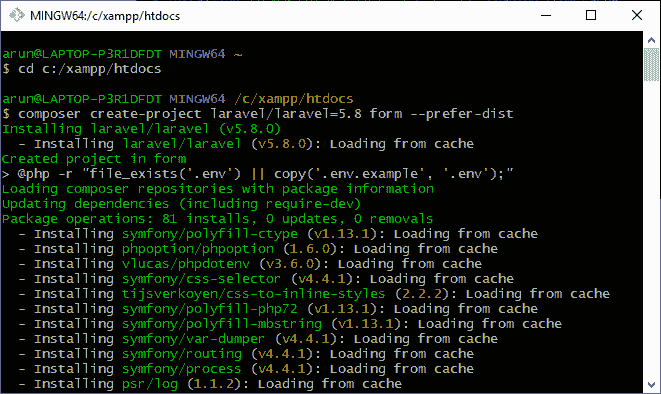 MINGW64:/c/xampp/htdocs
arun@LAPTOP-P3R1DFDT MINGW64 ~
$ cd c:/xampp/htdocs
arun@LAPTOP-P3R1DFDT MINGW64 /c/xampp/htdocs
$ composer create-project laravel/laravel=5.8 form --prefer-dist
Installing laravel/laravel (v5.8.0)
  - Installing laravel/laravel (v5.8.0): Loading from cache
Created project in form
> @php -r "file_exists('.env') || copy('.env.example', '.env');"
Loading composer repositories with package information
Updating dependencies (including require-dev)
Package operations: 81 installs, 0 updates, 0 removals
  - Installing symfony/polyfill-ctype (v1.13.1): Loading from cache
  - Installing phpoption/phpoption (1.6.0): Loading from cache
  - Installing vlucas/phpdotenv (v3.6.0): Loading from cache
  - Installing symfony/css-selector (v4.4.1): Loading from cache
  - Installing tijsverkoyen/css-to-inline-styles (2.2.2): Loading from cache
  - Installing symfony/polyfill-php72 (v1.13.1): Loading from cache
  - Installing symfony/polyfill-mbstring (v1.13.1): Loading from cache
  - Installing symfony/var-dumper (v4.4.1): Loading from cache
  - Installing symfony/routing (v4.4.1): Loading from cache
  - Installing symfony/process (v4.4.1): Loading from cache
  - Installing psr/log (1.1.2): Loading from cache